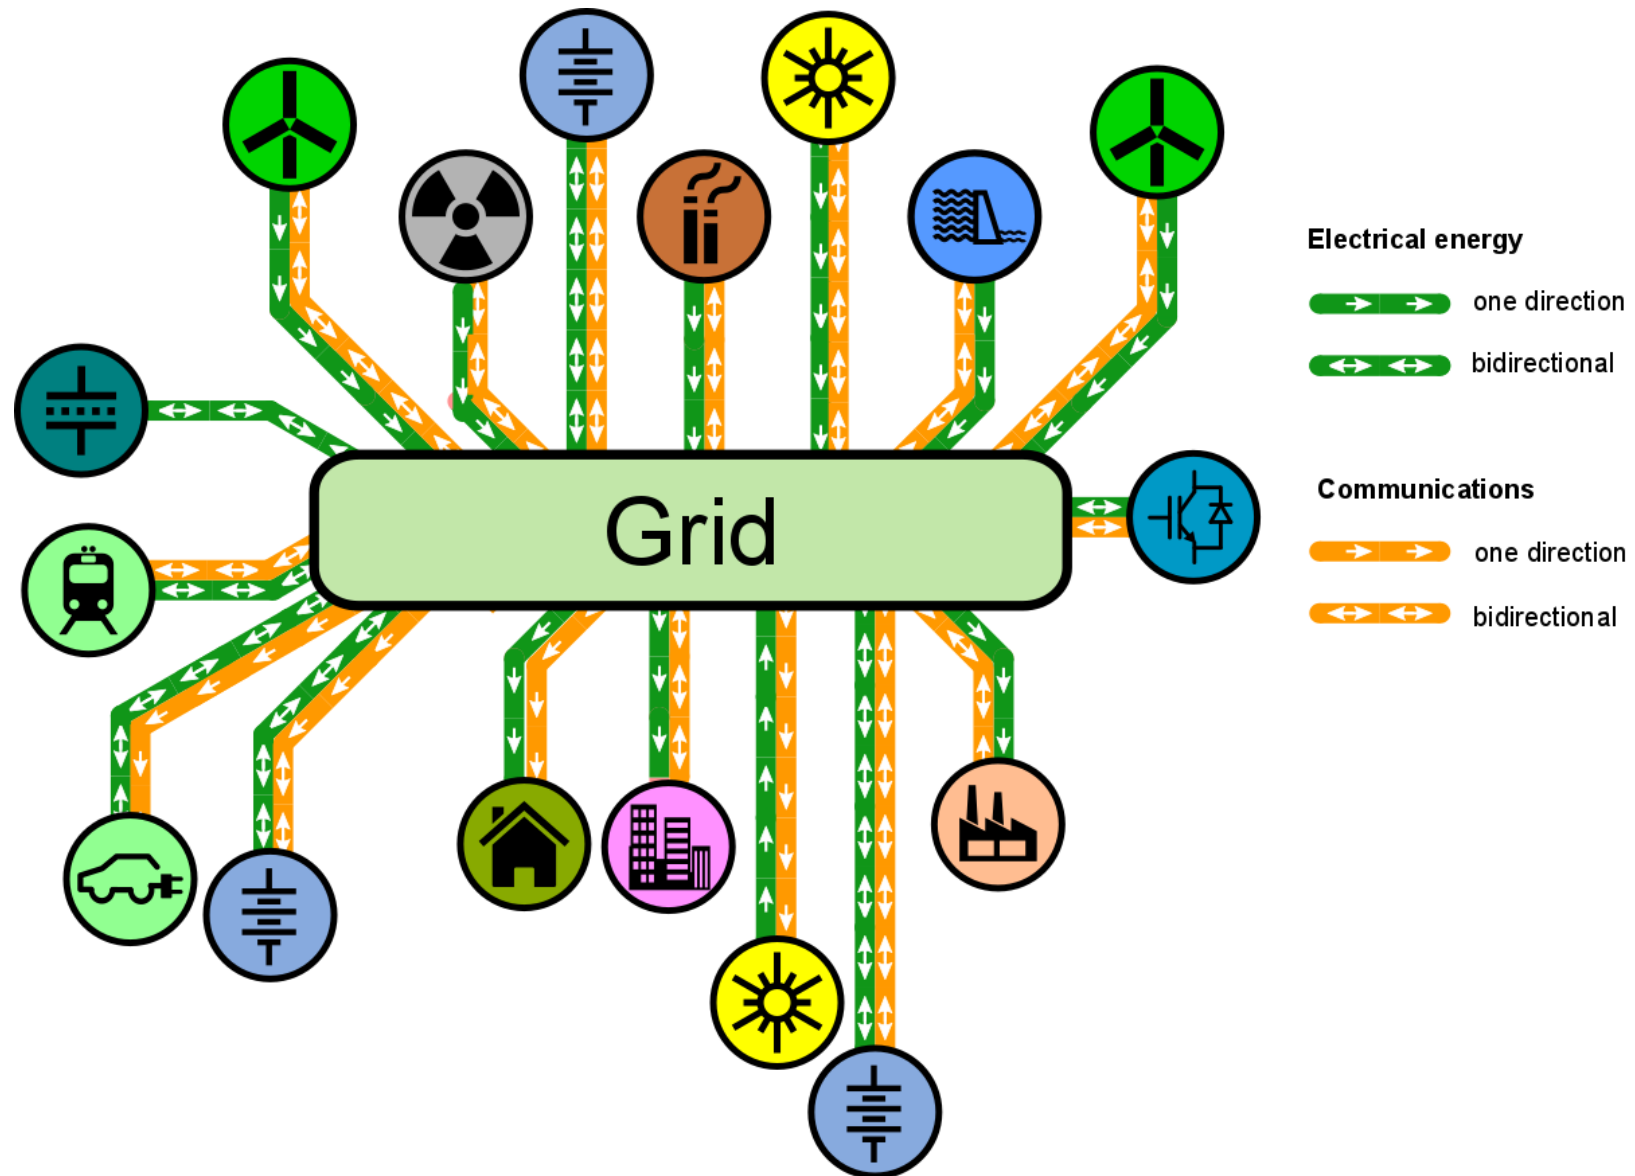 Grid
Electrical energy
one direction
bidirectional
Communications
one direction
bidirectional